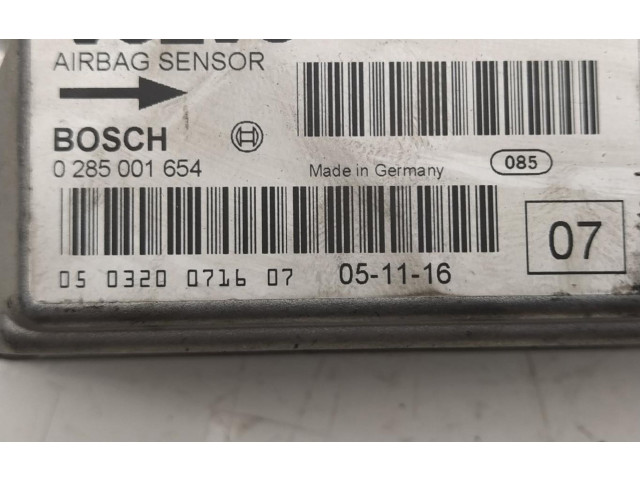 AIRBAG SENSOR
BOSCH
0 285 001 654
Made in Germany
085
05 0320 0716 07
05-11-16
07